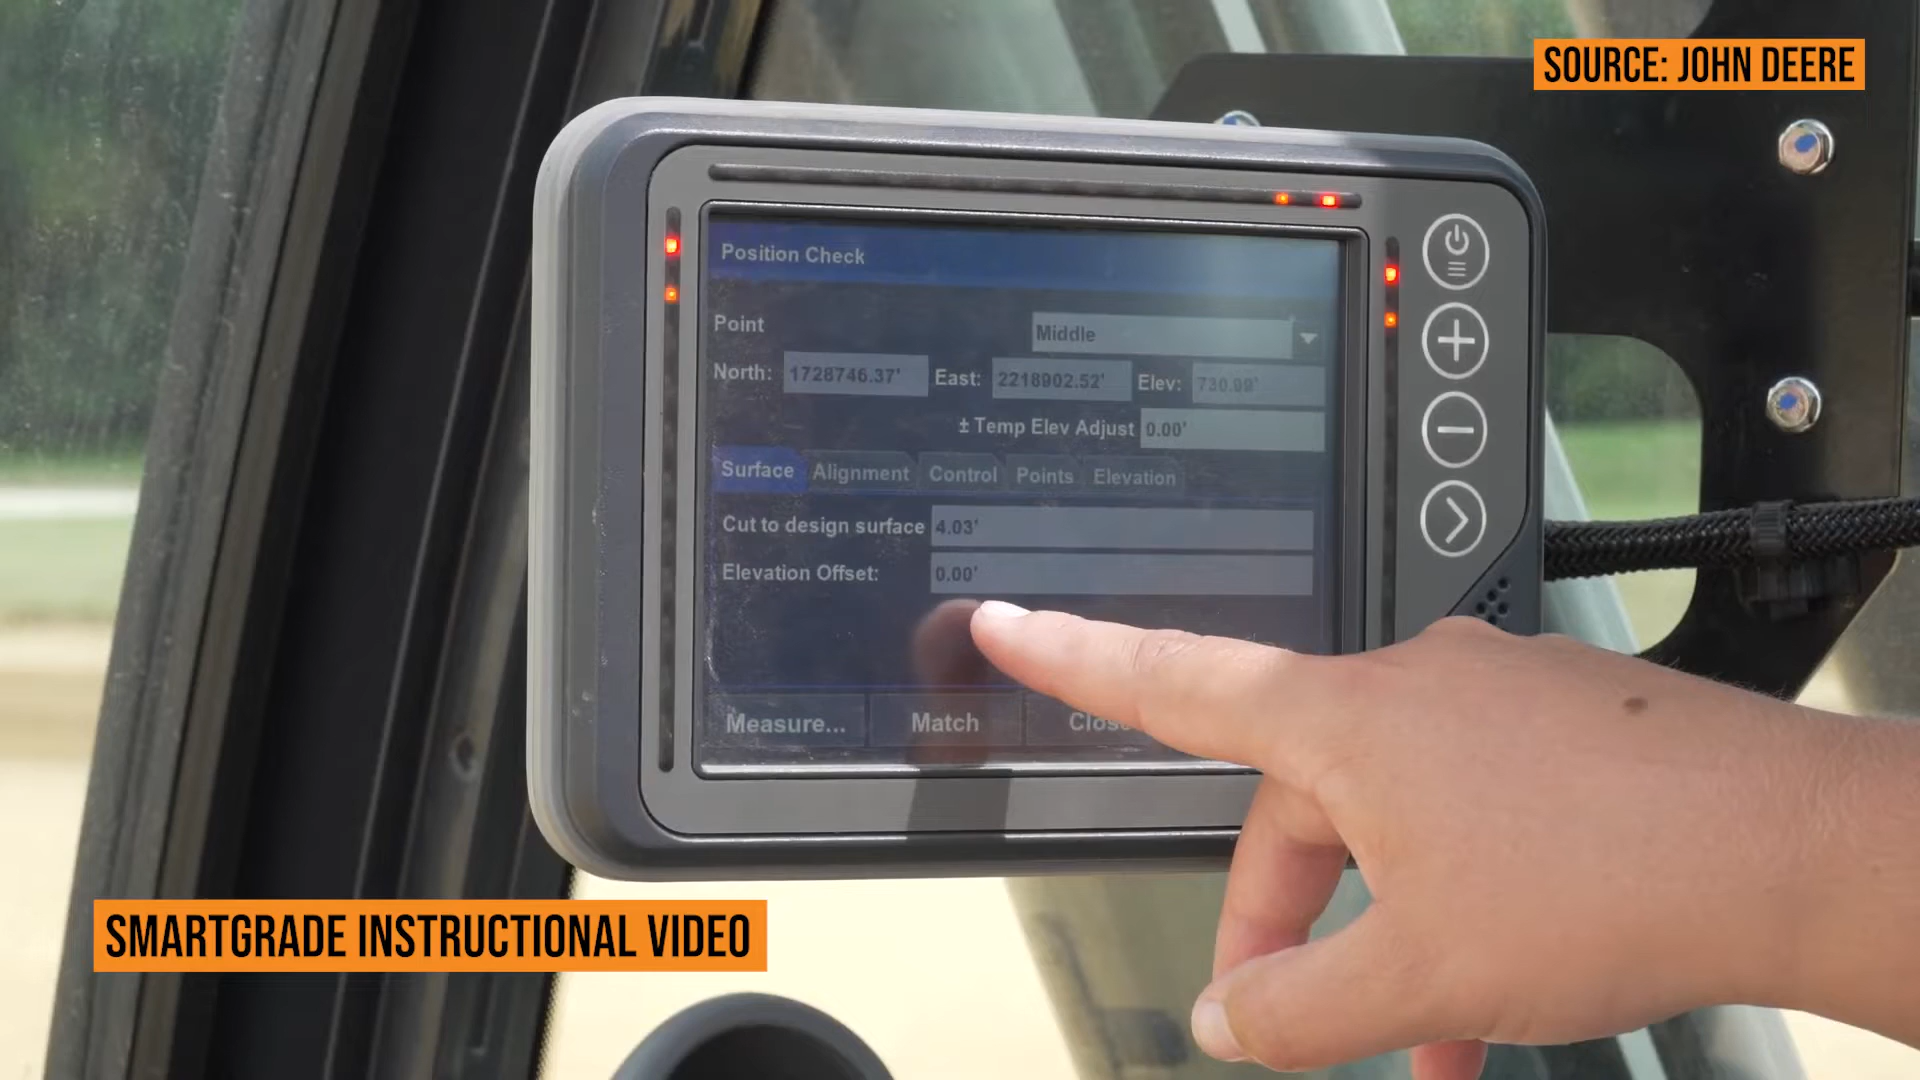 SOURCE: JOHN DEERE
Position Check
Point Middle
North: 1728746.37' East: 2218902.52' Elev: 730.99'
± Temp Elev Adjust 0.00'
Surface Alignment Control Points Elevation
Cut to design surface 4.03'
Elevation Offset: 0.00'
Measure... Match Close
SMARTGRADE INSTRUCTIONAL VIDEO